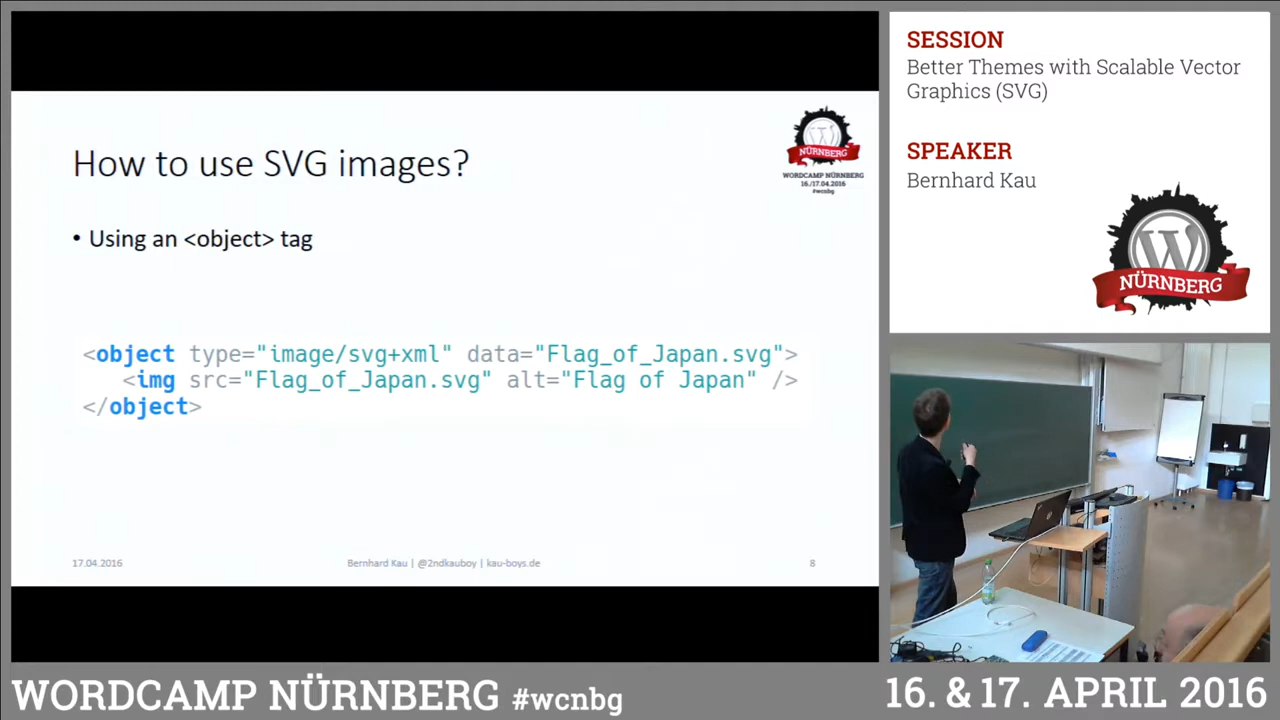 How to use SVG images?
NÜRNBERG
WORDCAMP NÜRNBERG
16./17.04.2016
#wcnbg
• Using an <object> tag
<object type="image/svg+xml" data="Flag_of_Japan.svg">
<img src="Flag_of_Japan.svg" alt="Flag of Japan" />
</object>
17.04.2016
Bernhard Kau | @2ndkauboy | kau-boys.de
8
SESSION
Better Themes with Scalable Vector
Graphics (SVG)
SPEAKER
Bernhard Kau
W
NÜRNBERG
WORDCAMP NÜRNBERG #wcnbg
16. & 17. APRIL 2016